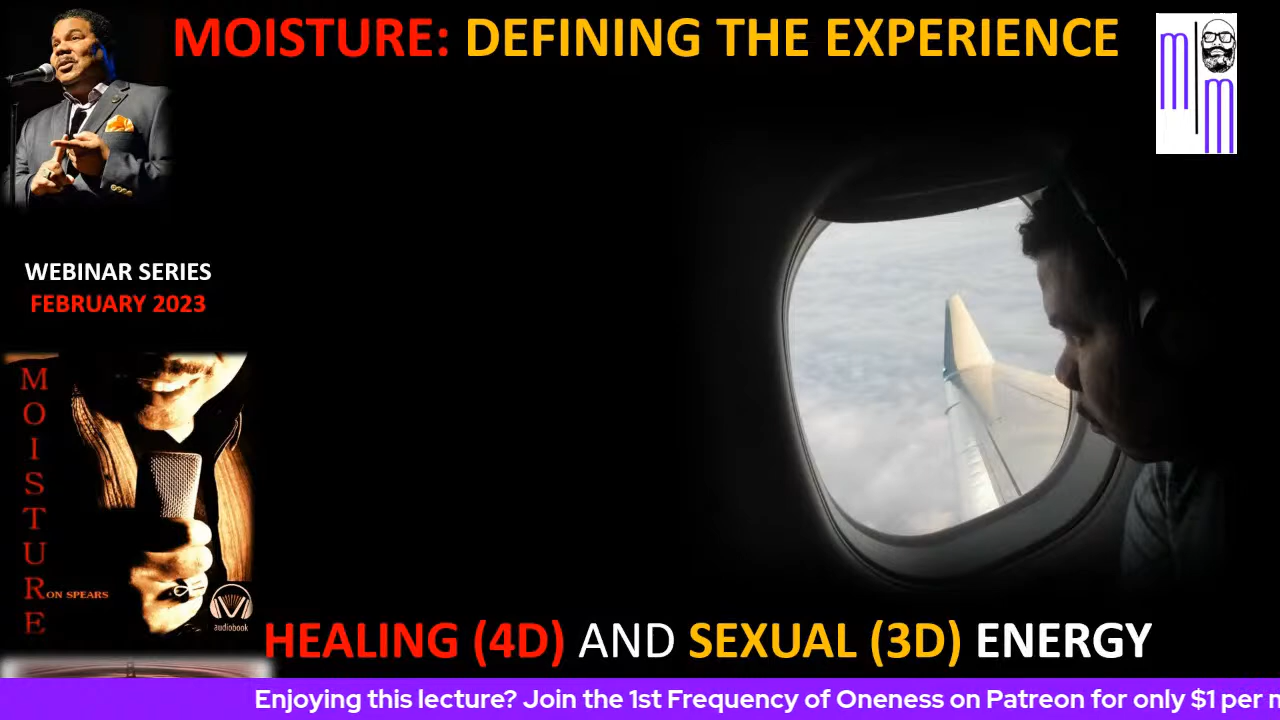 MOISTURE: DEFINING THE EXPERIENCE
m
m
WEBINAR SERIES
FEBRUARY 2023
MOISTURE
RON SPEARS
audiobook
HEALING (4D) AND SEXUAL (3D) ENERGY
Enjoying this lecture? Join the 1st Frequency of Oneness on Patreon for only $1 per m